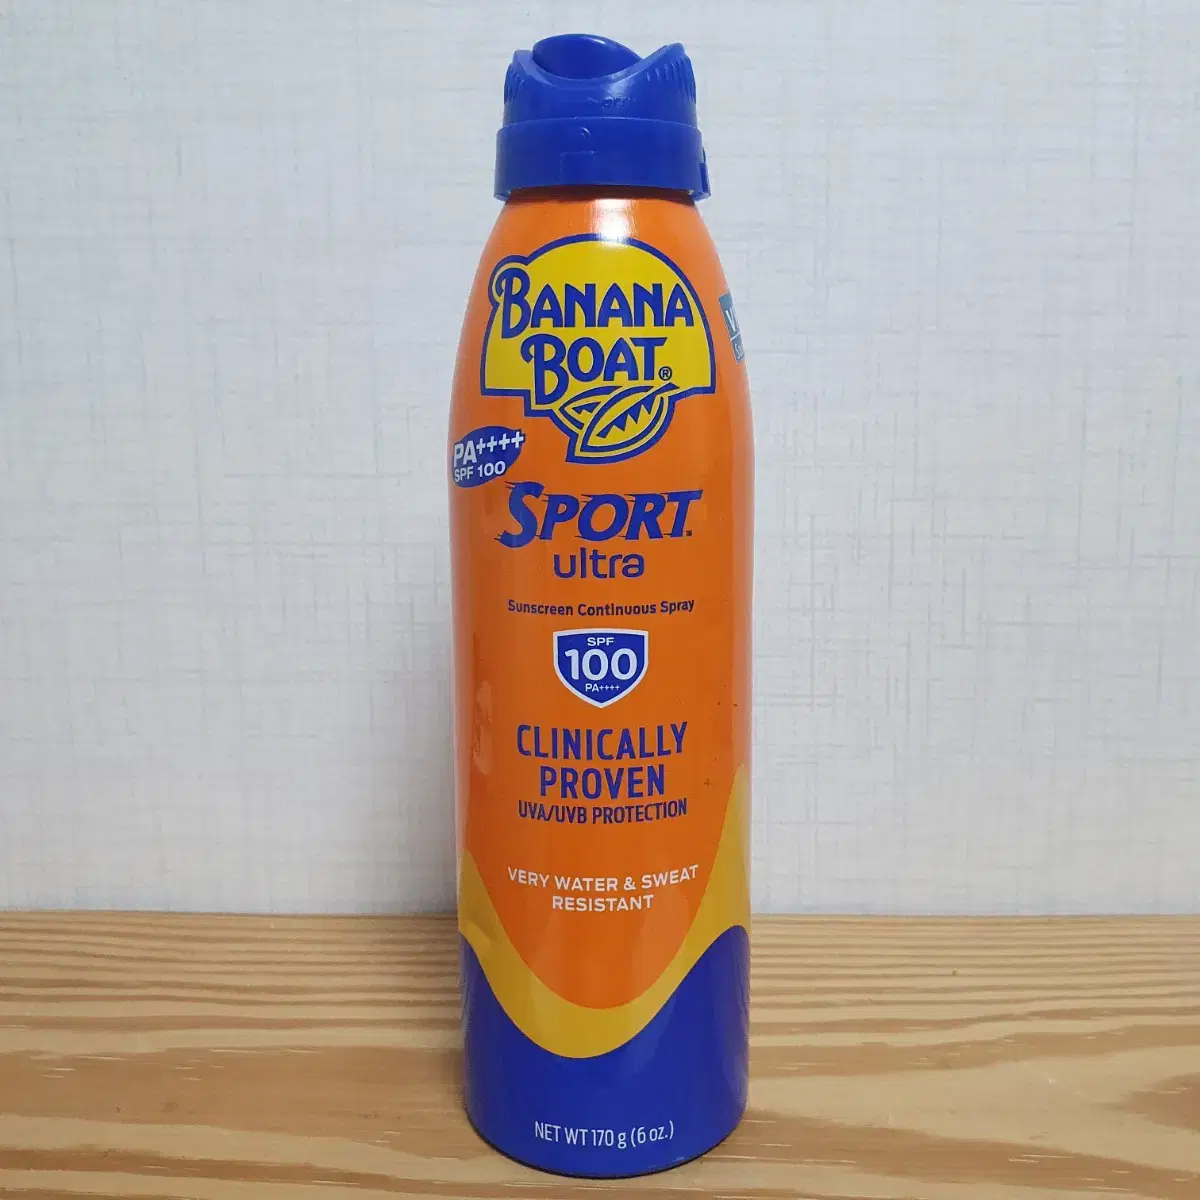 BANANA
BOAT®
PA++++
SPF 100
SPORT™
ultra
Sunscreen Continuous Spray
SPF
100
PA++++
CLINICALLY
PROVEN
UVA/UVB PROTECTION
VERY WATER & SWEAT
RESISTANT
NET WT 170 g (6 oz.)